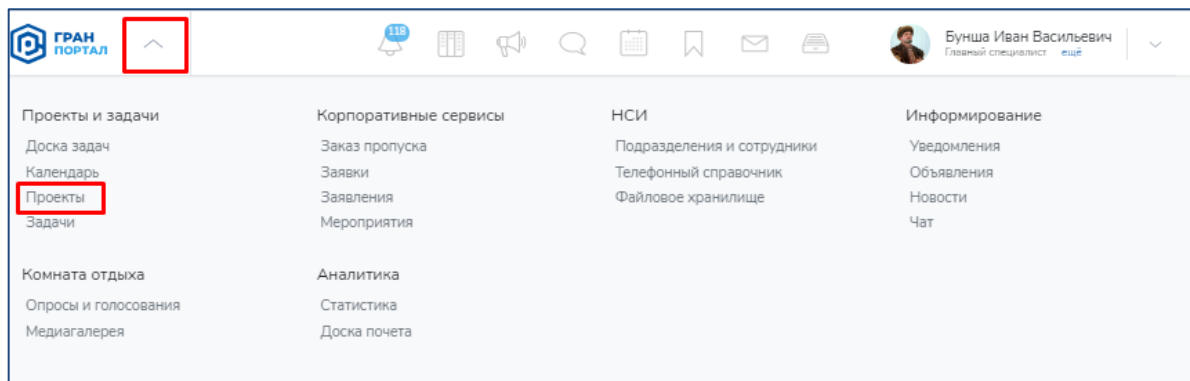 ГРАН
ПОРТАЛ
118
Бунша Иван Васильевич
Главный специалист ещё
Проекты и задачи
Доска задач
Календарь
Проекты
Задачи
Корпоративные сервисы
Заказ пропуска
Заявки
Заявления
Мероприятия
НСИ
Подразделения и сотрудники
Телефонный справочник
Файловое хранилище
Информирование
Уведомления
Объявления
Новости
Чат
Комната отдыха
Опросы и голосования
Медиагалерея
Аналитика
Статистика
Доска почета